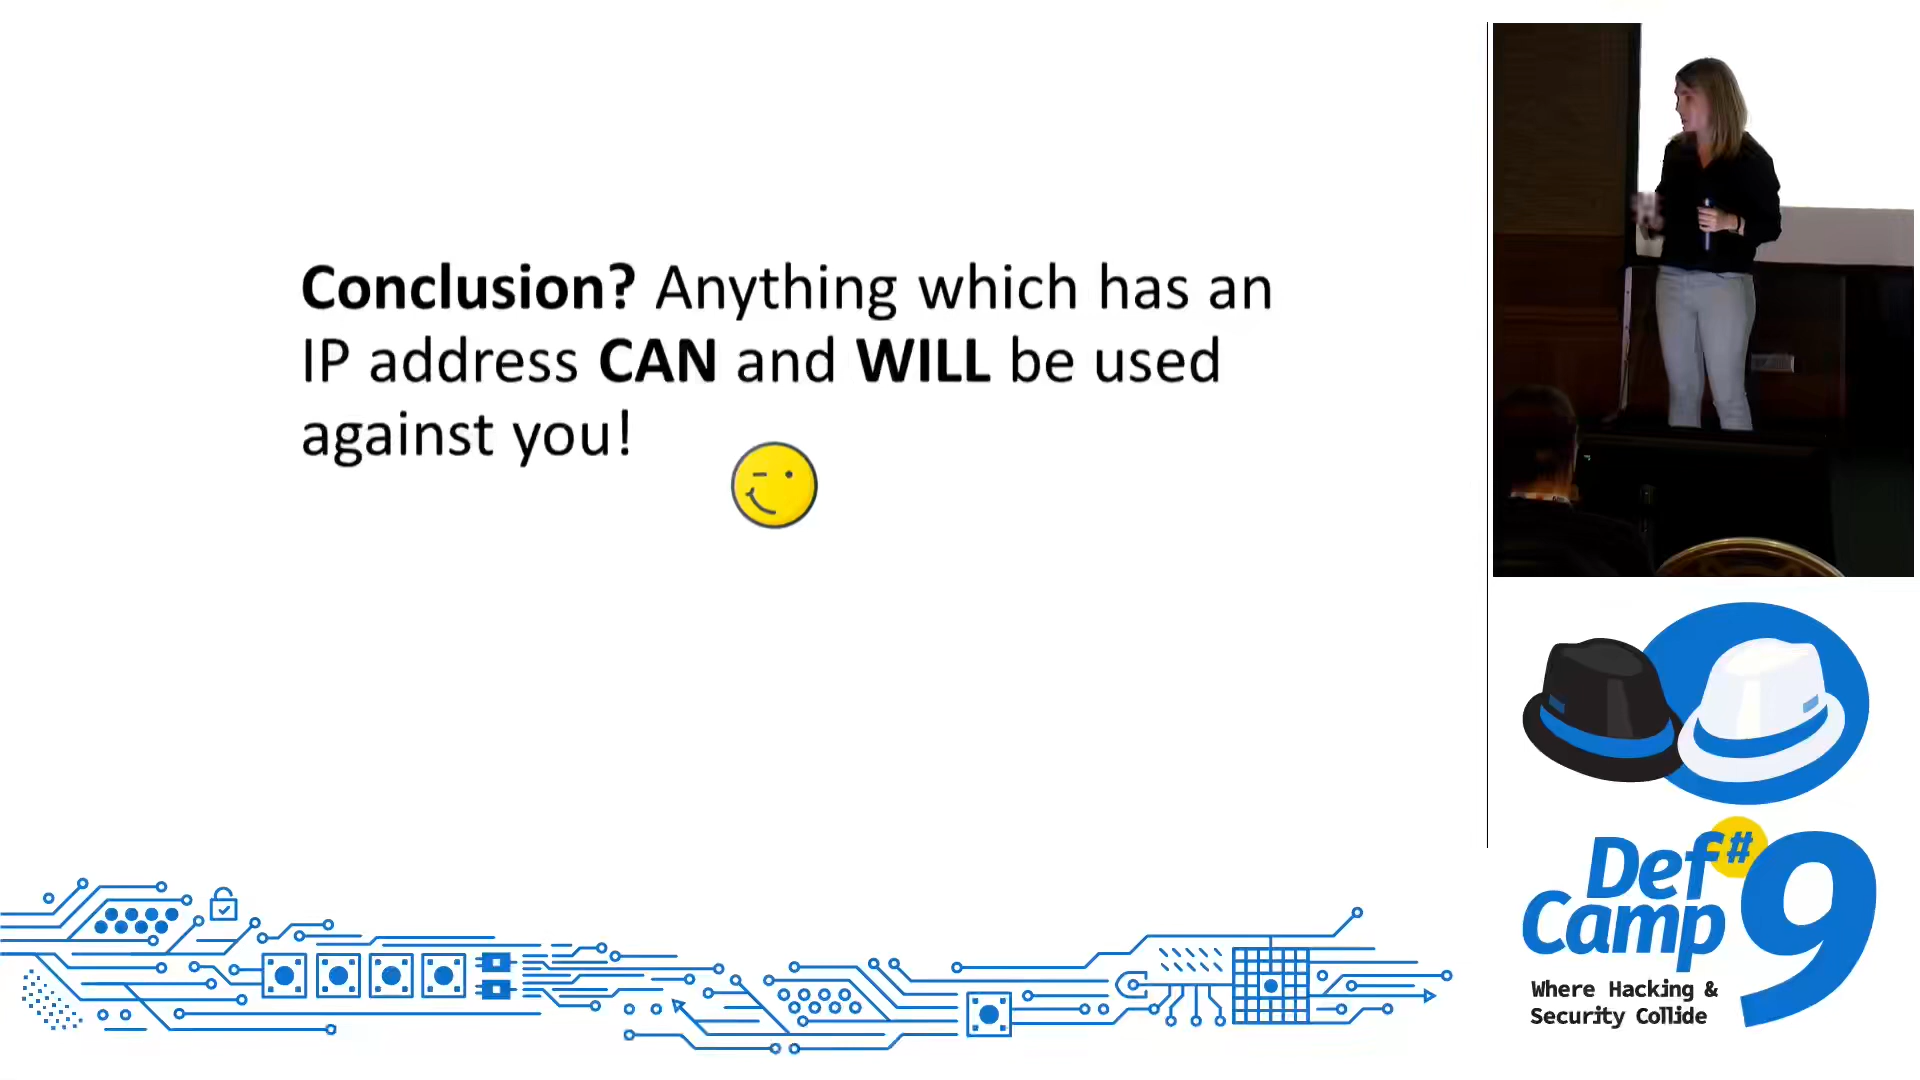 Conclusion? Anything which has an
IP address CAN and WILL be used
against you!
Def
Camp
#9
Where Hacking &
Security Collide